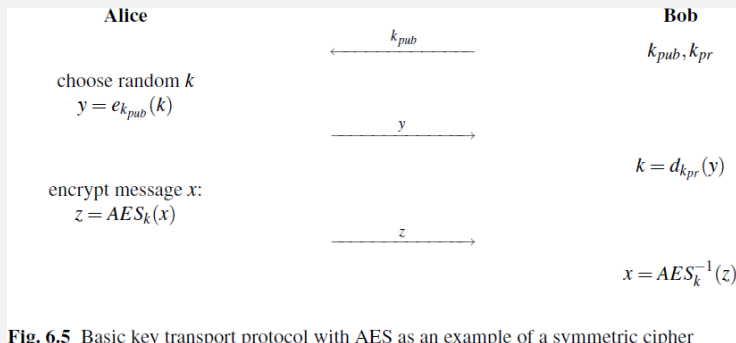 Alice Bob
k_pub
k_pub, k_pr
choose random k
y = e_{k_pub}(k)
y
k = d_{k_pr}(y)
encrypt message x:
z = AES_k(x)
z
x = AES_k^{-1}(z)
Fig. 6.5 Basic key transport protocol with AES as an example of a symmetric cipher